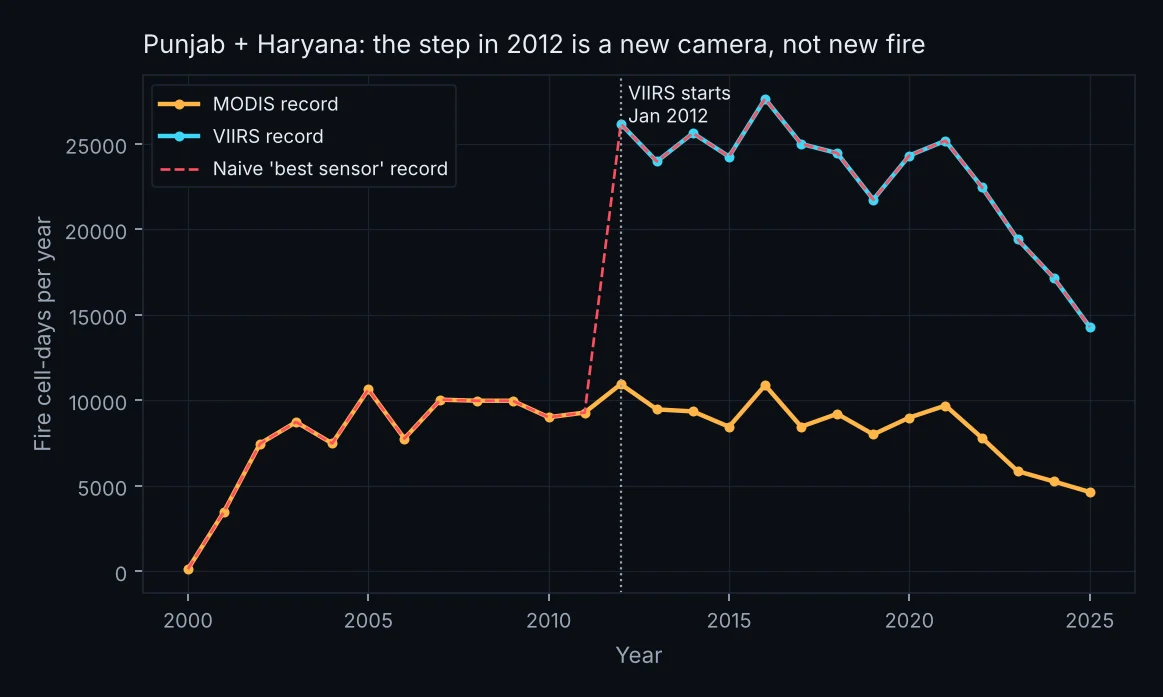 Punjab + Haryana: the step in 2012 is a new camera, not new fire
MODIS record
VIIRS record
Naive 'best sensor' record
VIIRS starts
Jan 2012
Fire cell-days per year
25000
20000
15000
10000
5000
0
2000
2005
2010
2015
2020
2025
Year